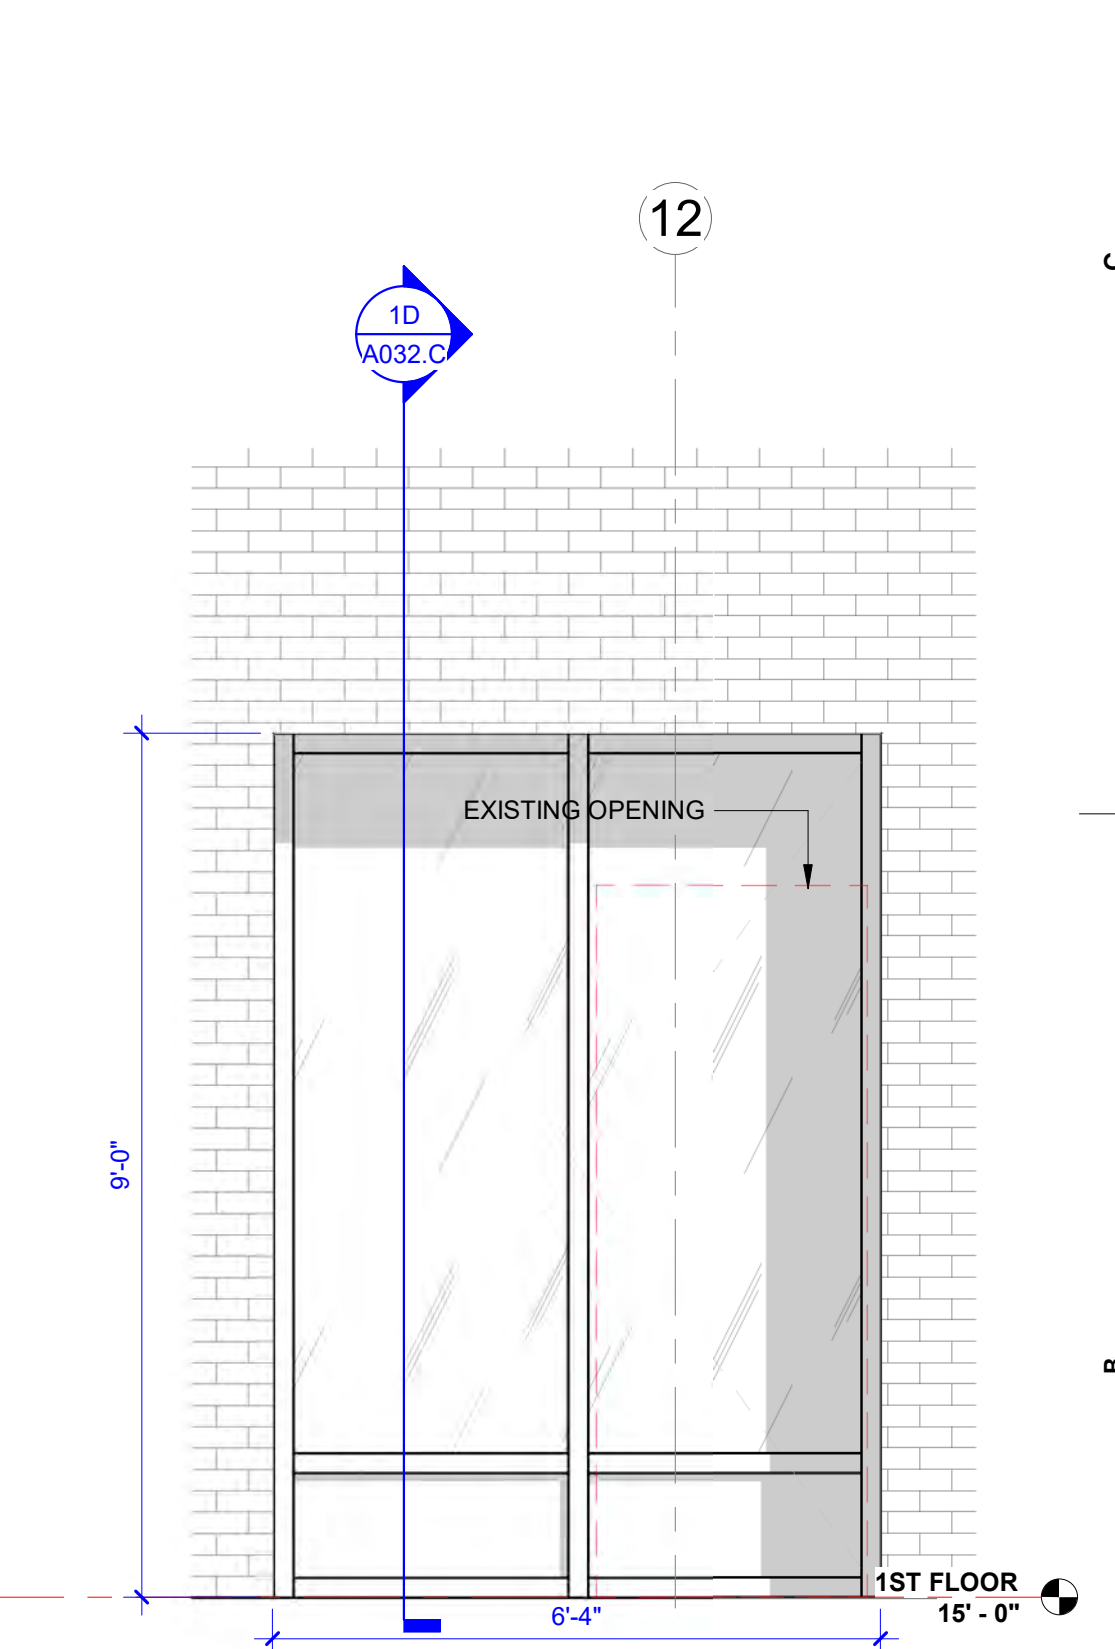 12
1D
A032.C
C
EXISTING OPENING
9'-0"
B
1ST FLOOR
15' - 0"
6'-4"